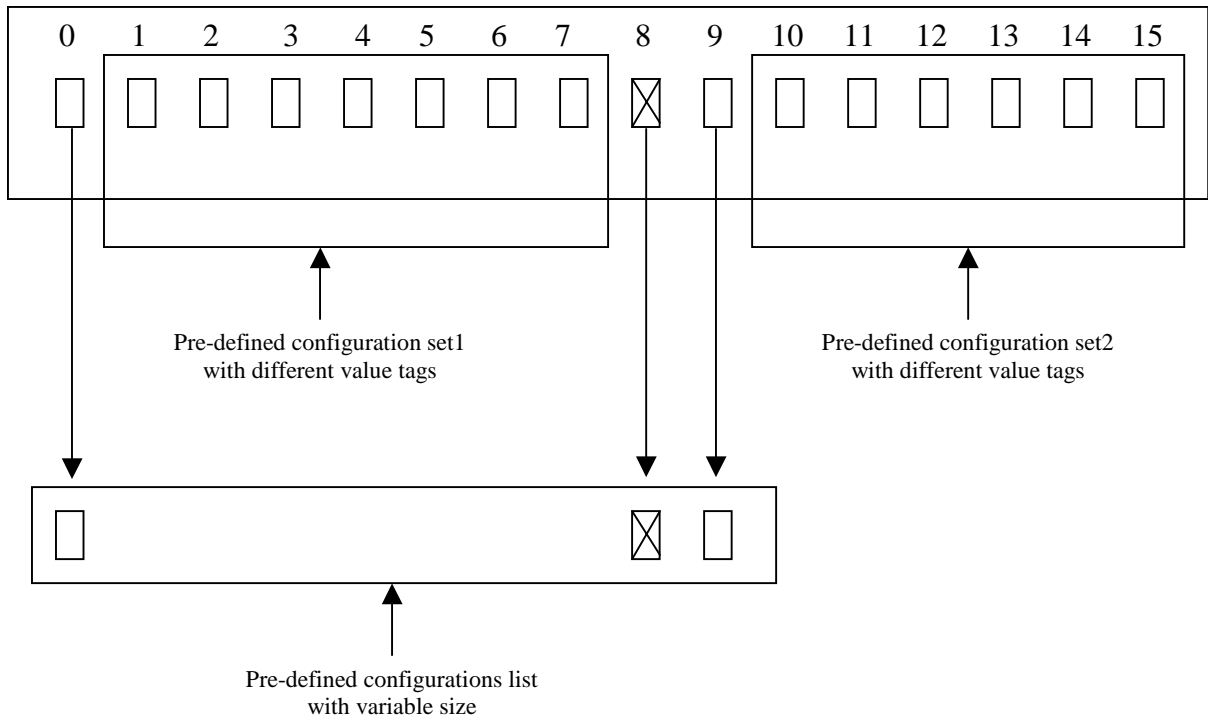 0 1 2 3 4 5 6 7 8 9 10 11 12 13 14 15
Pre-defined configuration set1
with different value tags
Pre-defined configuration set2
with different value tags
Pre-defined configurations list
with variable size